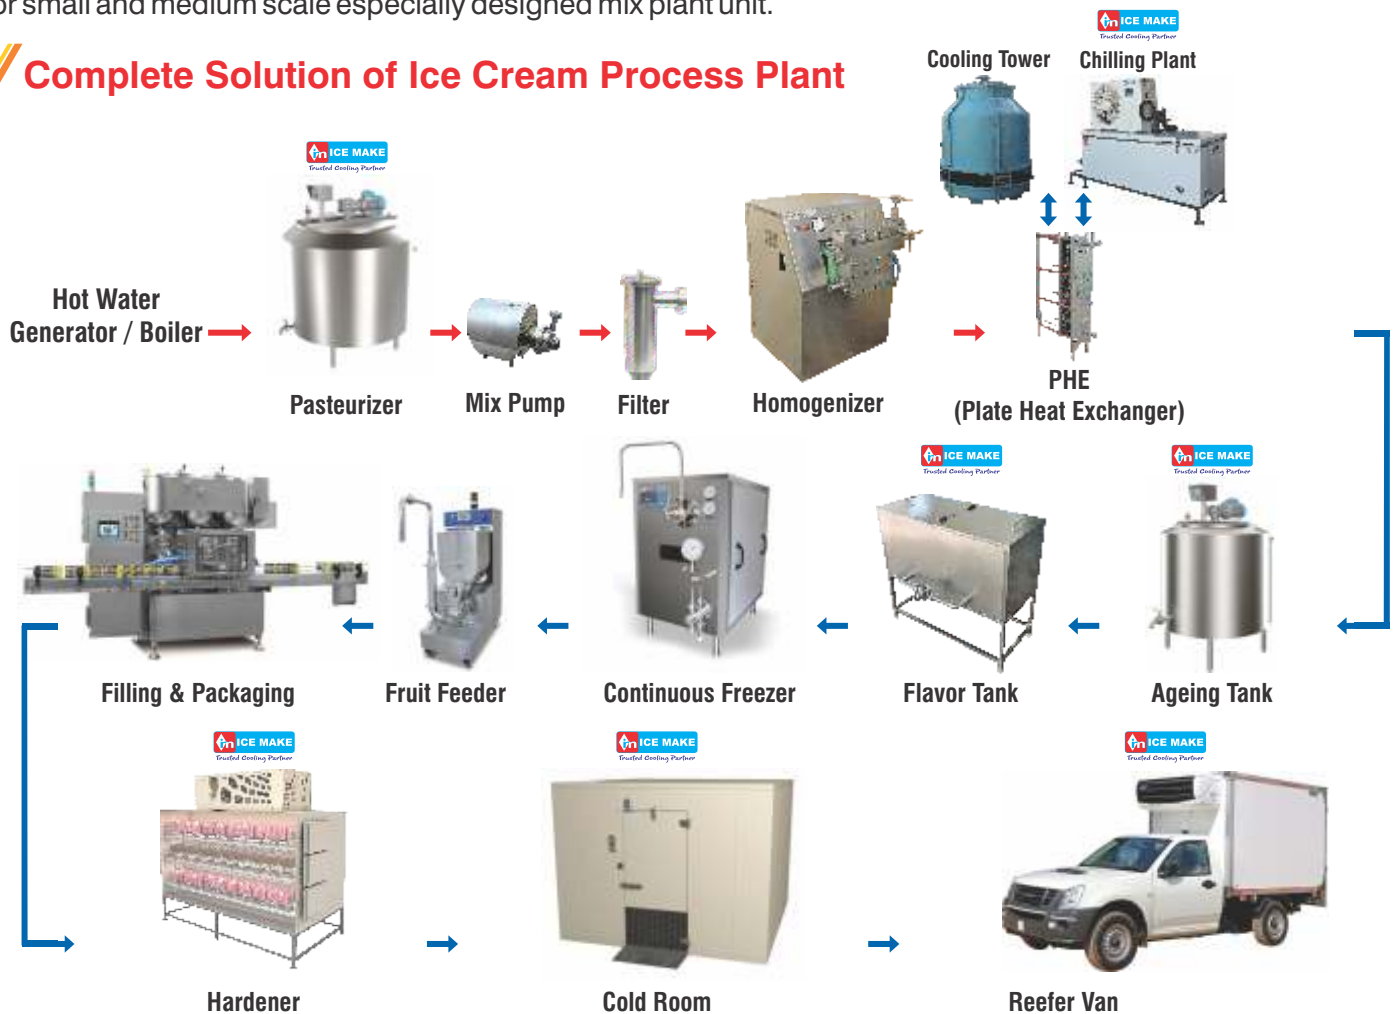 or small and medium scale especially designed mix plant unit.
Complete Solution of Ice Cream Process Plant
ICE MAKE
Trusted Cooling Partner
Cooling Tower
Chilling Plant
ICE MAKE
Trusted Cooling Partner
Hot Water
Generator / Boiler
Pasteurizer
Mix Pump
Filter
Homogenizer
PHE
(Plate Heat Exchanger)
ICE MAKE
Trusted Cooling Partner
ICE MAKE
Trusted Cooling Partner
Filling & Packaging
Fruit Feeder
Continuous Freezer
Flavor Tank
Ageing Tank
ICE MAKE
Trusted Cooling Partner
ICE MAKE
Trusted Cooling Partner
ICE MAKE
Trusted Cooling Partner
Hardener
Cold Room
Reefer Van